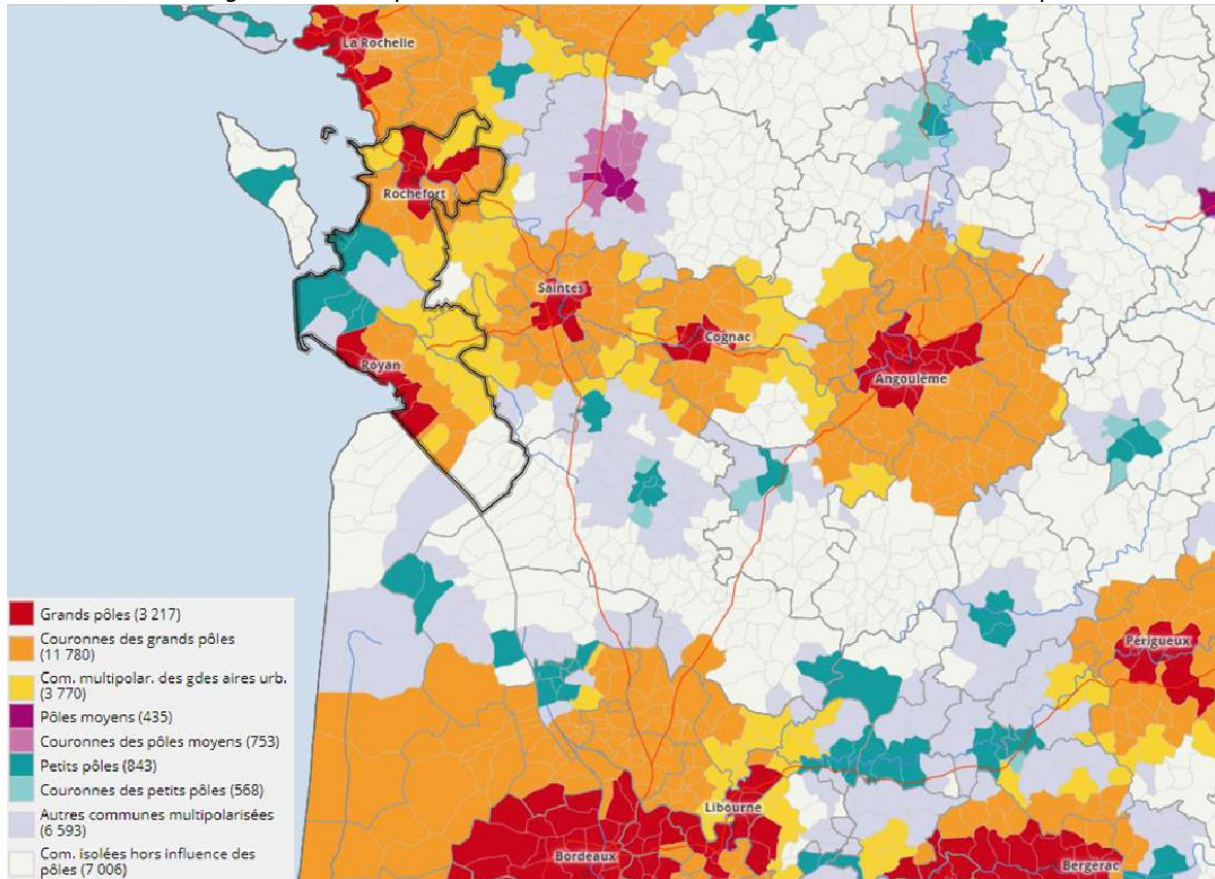 La Rochelle
Rochefort
Saintes
Cognac
Royan
Angoulême
Périgueux
Libourne
Bordeaux
Bergerac
Grands pôles (3 217)
Couronnes des grands pôles
(11 780)
Com. multipolar. des gdes aires urb.
(3 770)
Pôles moyens (435)
Couronnes des pôles moyens (753)
Petits pôles (843)
Couronnes des petits pôles (568)
Autres communes multipolarisées
(6 593)
Com. isolées hors influence des
pôles (7 006)